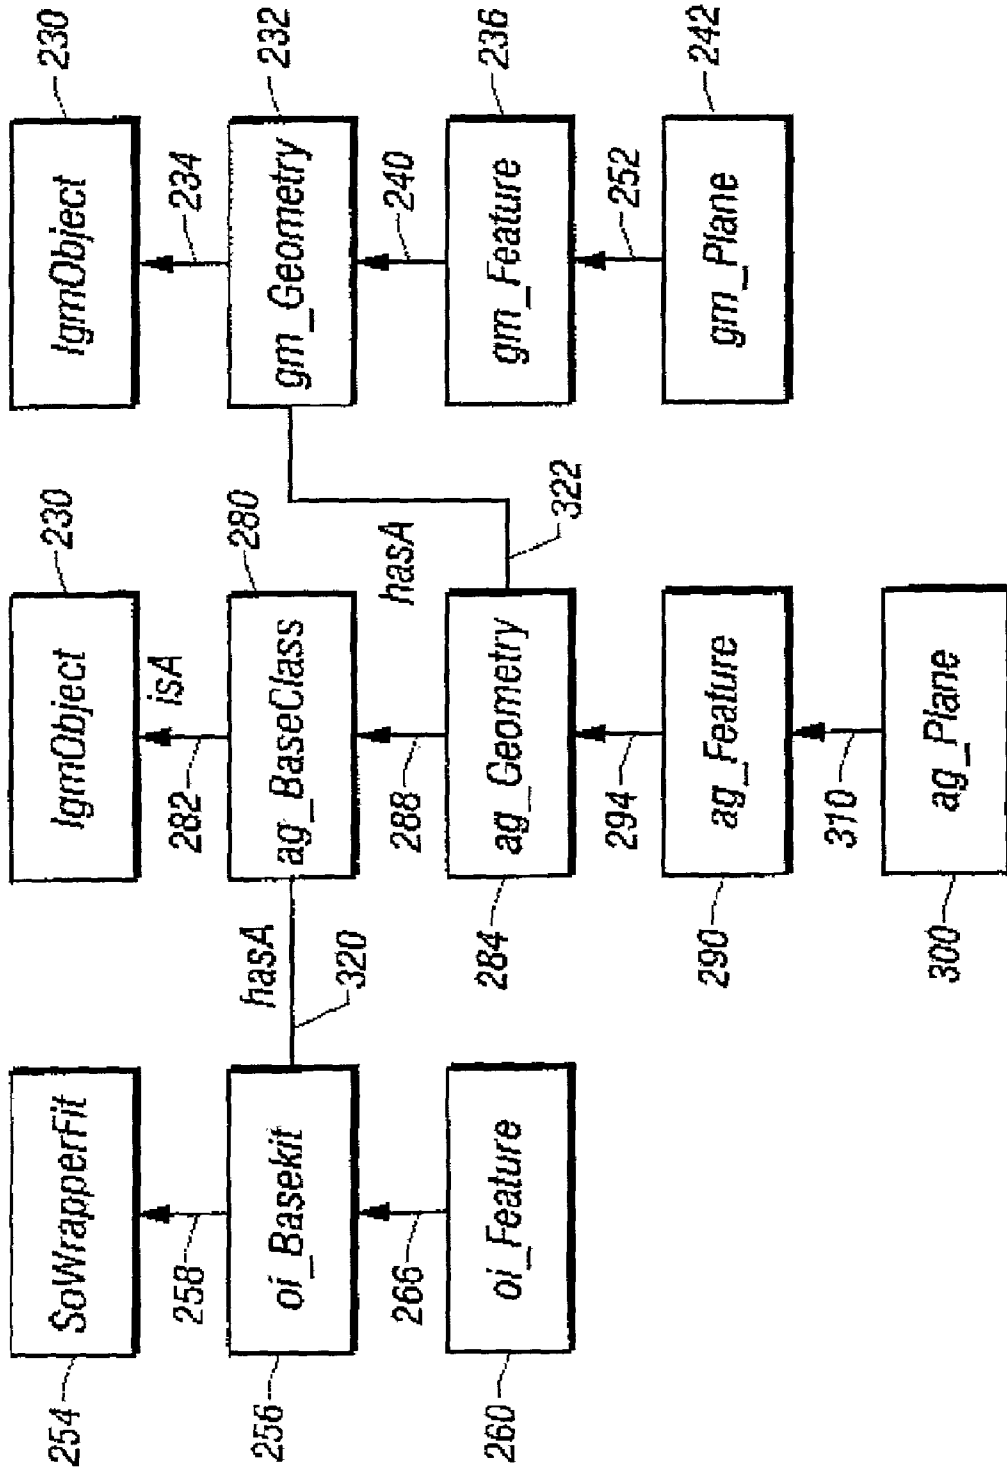 254
SoWrapperFit
IgmObject
230
IgmObject
230
258
282
isA
234
256
oi_Basekit
hasA
320
ag_BaseClass
280
gm_Geometry
232
266
288
hasA
240
260
oi_Feature
284
ag_Geometry
322
gm_Feature
236
294
252
290
ag_Feature
gm_Plane
242
310
300
ag_Plane